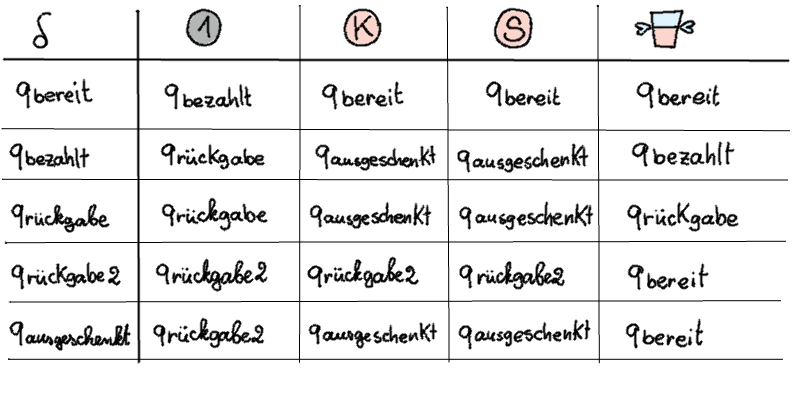 δ 1 K S
qbereit qbezahlt qbereit qbereit qbereit
qbezahlt qrückgabe qausgeschenkt qausgeschenkt qbezahlt
qrückgabe qrückgabe qausgeschenkt qausgeschenkt qrückgabe
qrückgabe2 qrückgabe2 qrückgabe2 qrückgabe2 qbereit
qausgeschenkt qrückgabe2 qausgeschenkt qausgeschenkt qbereit